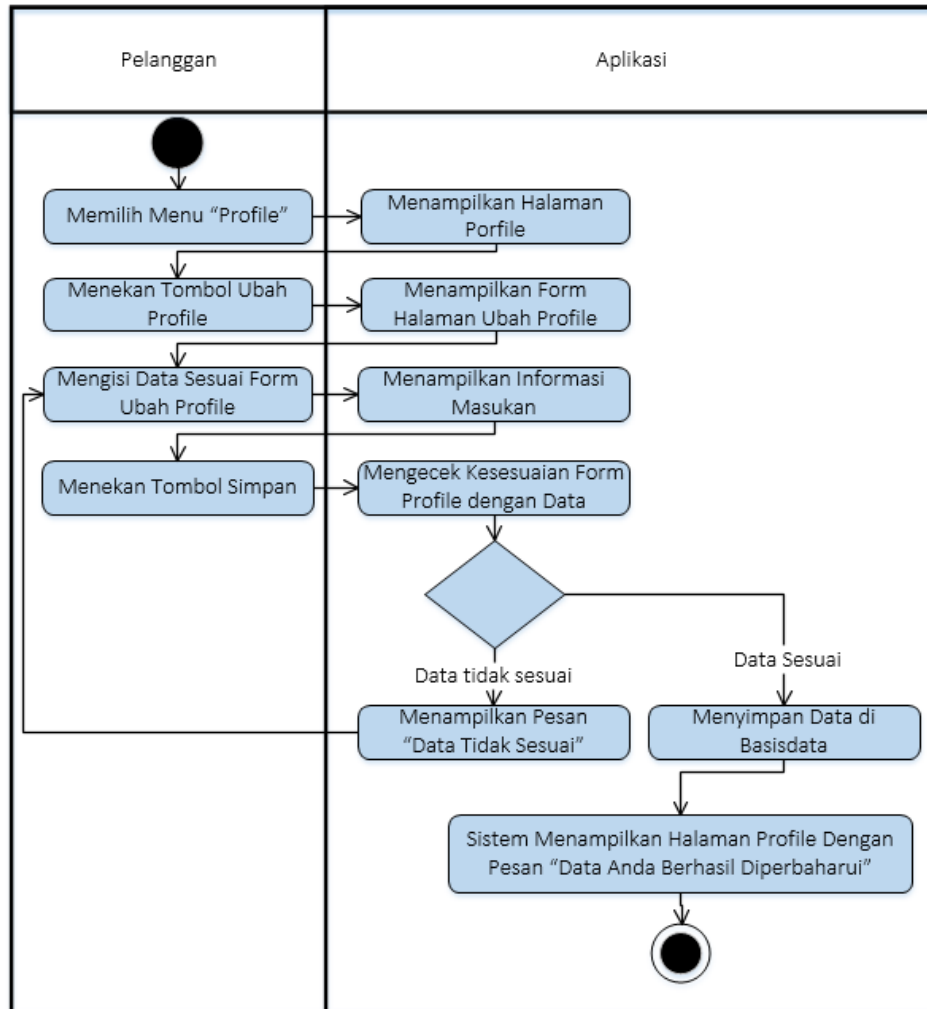 Pelanggan
Aplikasi
Memilih Menu “Profile”
Menampilkan Halaman
Porfile
Menekan Tombol Ubah
Profile
Menampilkan Form
Halaman Ubah Profile
Mengisi Data Sesuai Form
Ubah Profile
Menampilkan Informasi
Masukan
Menekan Tombol Simpan
Mengecek Kesesuaian Form
Profile dengan Data
Data tidak sesuai
Data Sesuai
Menampilkan Pesan
“Data Tidak Sesuai”
Menyimpan Data di
Basisdata
Sistem Menampilkan Halaman Profile Dengan
Pesan “Data Anda Berhasil Diperbaharui”